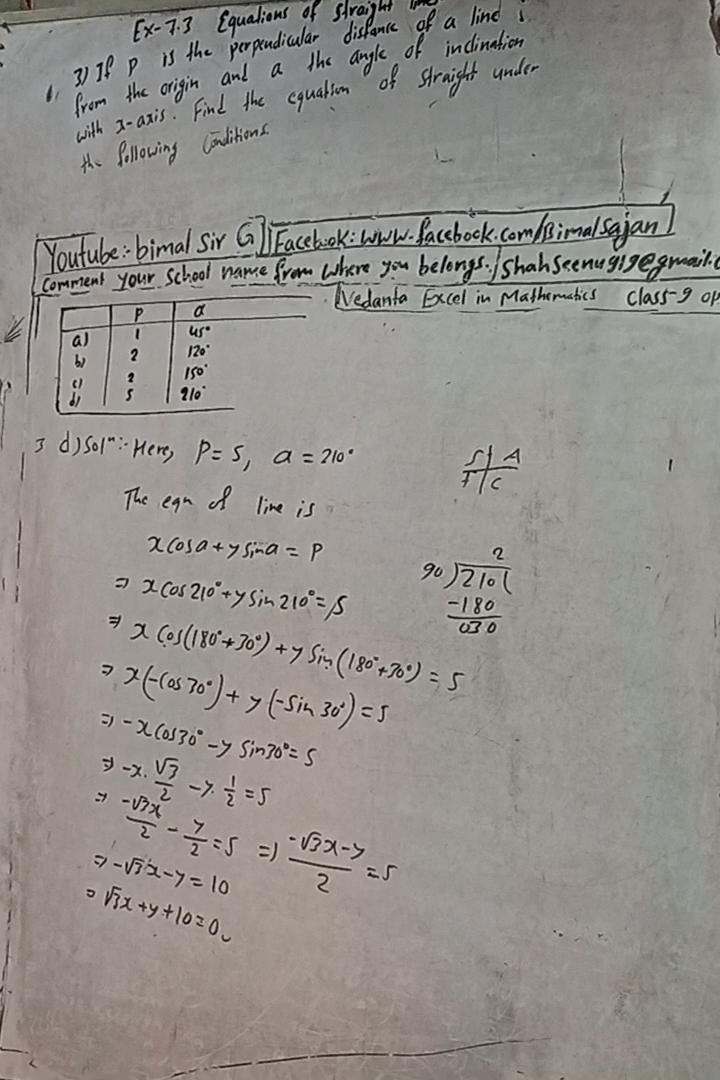 Ex-7.3 Equations of straight line
3) If P is the perpendicular distance of a line
from the origin and a the angle of inclination
with x-axis. Find the equation of straight under
the following Conditions.
Youtube:- bimal Sir G Facebook: www.facebook.com/Bimalsajan
Comment your School name from where you belongs./Shahseenu919@gmail.c
Vedanta Excel in Mathematics Class-9 op
P a
a) 1 45°
b) 2 120°
c) 2 150°
d) 5 210°
3 d) Solⁿ:- Here, P = 5, a = 210°
S A
T C
The eqn of line is
x cosa + y sina = P
⇒ x Cos 210° + y Sin 210° = 5
2
90 ) 210 (
-180
030
⇒ x Cos(180° + 30°) + y Sin(180° + 30°) = 5
⇒ x(-Cos 30°) + y(-Sin 30°) = 5
⇒ -x Cos30° - y Sin30° = 5
⇒ -x. √3/2 - y. 1/2 = 5
⇒ -√3x/2 - y/2 = 5 ⇒ (-√3x - y)/2 = 5
⇒ -√3x - y = 10
⇒ √3x + y + 10 = 0